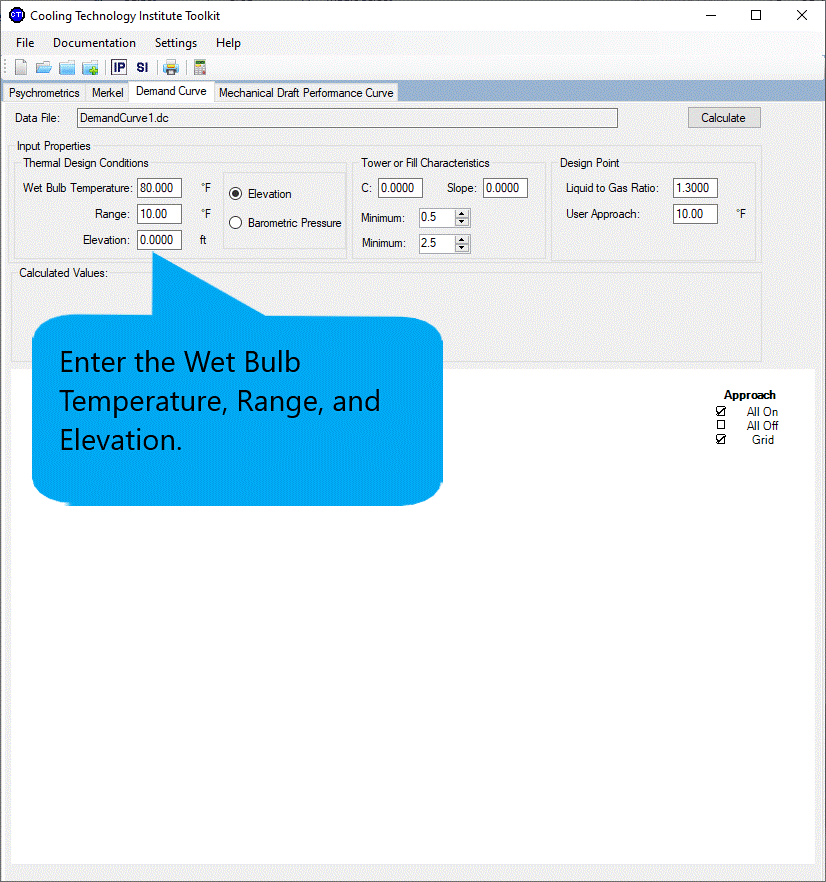 CTI Cooling Technology Institute Toolkit
File Documentation Settings Help
IP SI
Psychrometrics Merkel Demand Curve Mechanical Draft Performance Curve
Data File: DemandCurve1.dc Calculate
Input Properties
Thermal Design Conditions
Wet Bulb Temperature: 80.000 °F
Range: 10.00 °F
Elevation: 0.0000 ft
Elevation
Barometric Pressure
Tower or Fill Characteristics
C: 0.0000 Slope: 0.0000
Minimum: 0.5
Minimum: 2.5
Design Point
Liquid to Gas Ratio: 1.3000
User Approach: 10.00 °F
Calculated Values:
Enter the Wet Bulb
Temperature, Range, and
Elevation.
Approach
All On
All Off
Grid